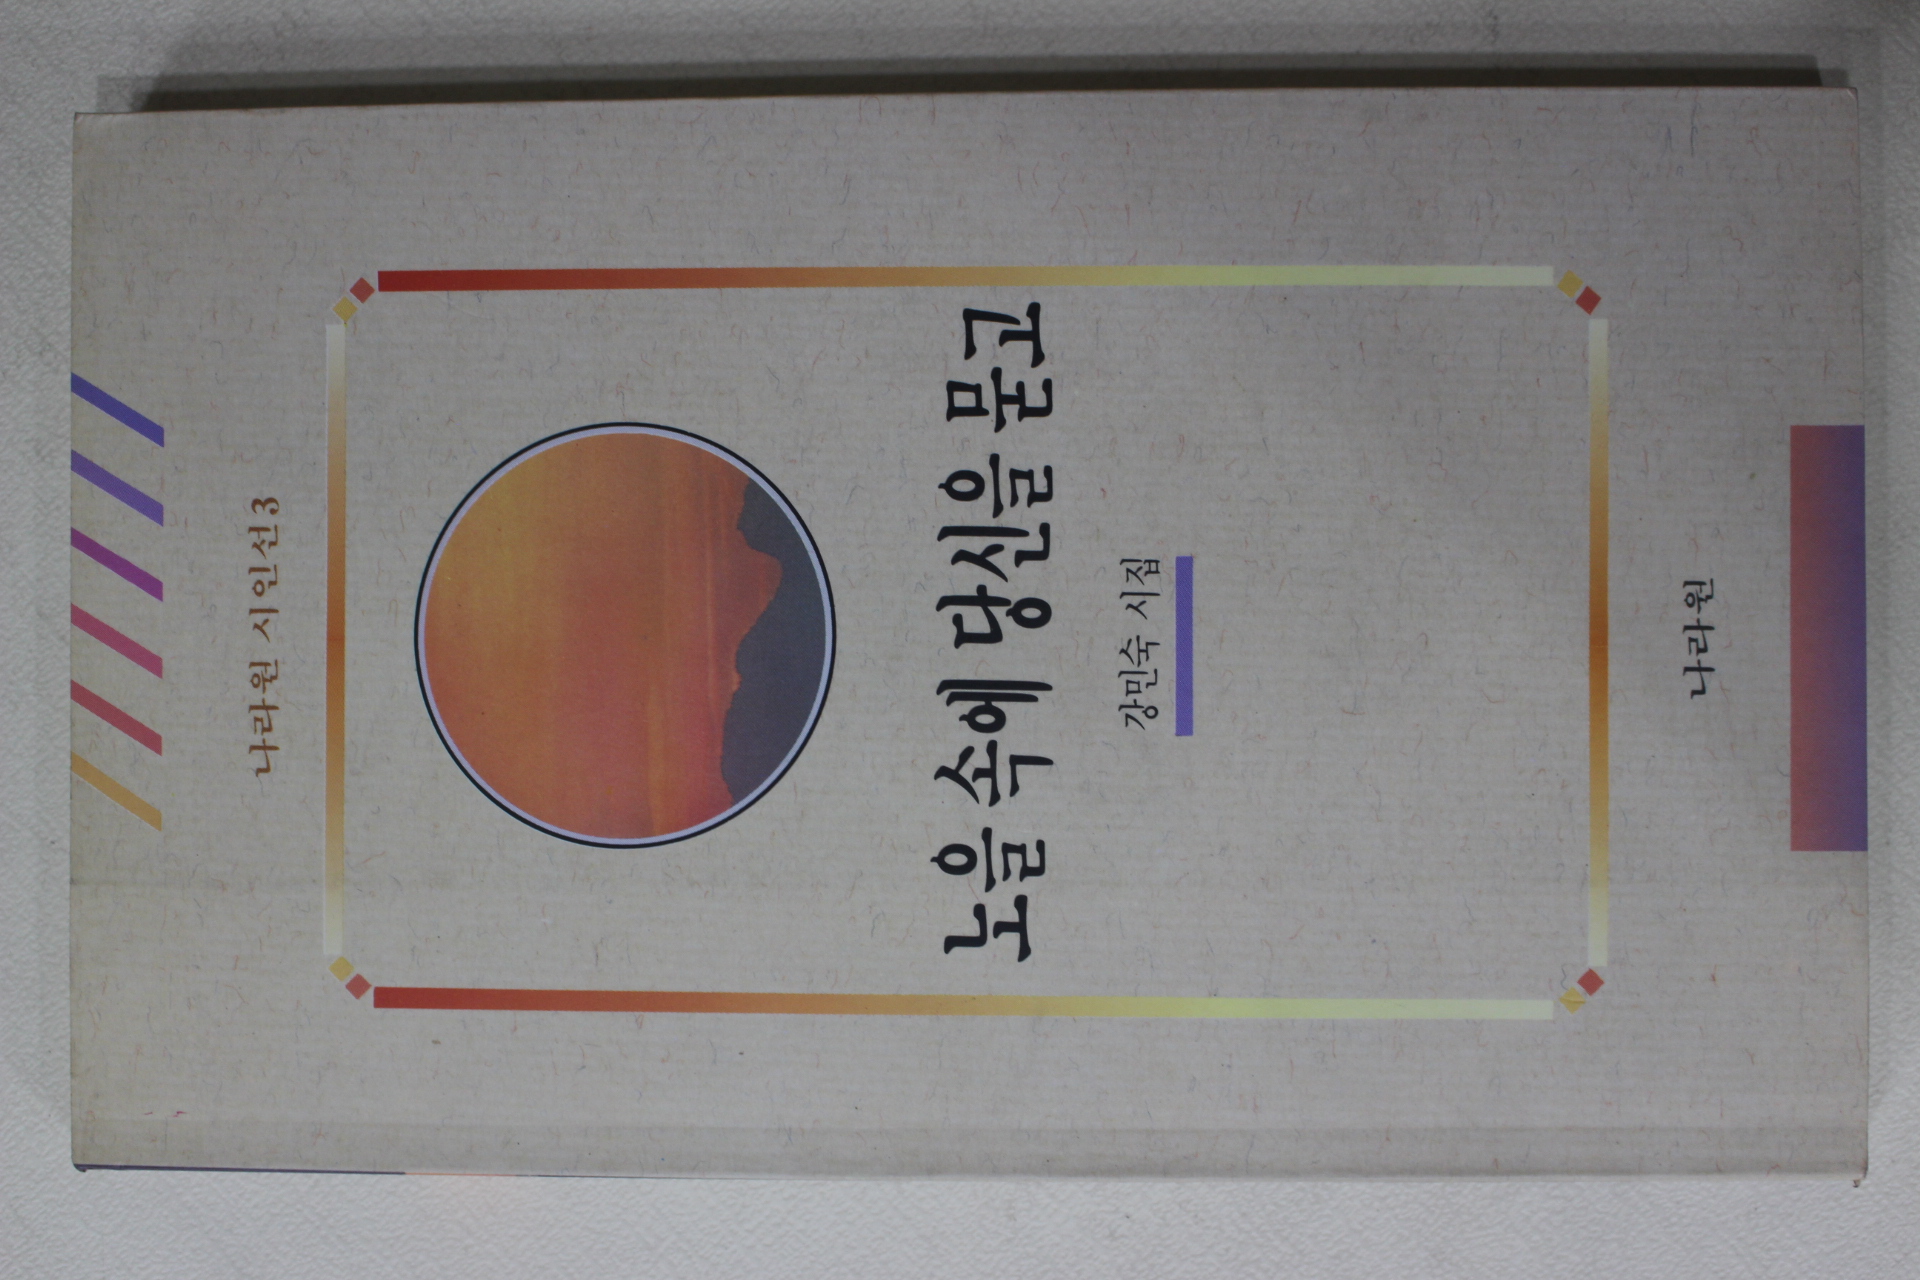 나라원 시인선 3
노을 속에 당신을 묻고
강민숙 시집
나라원